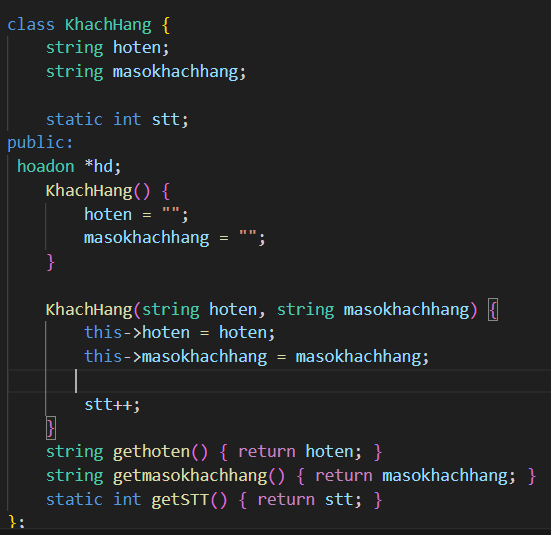 class KhachHang {
    string hoten;
    string masokhachhang;

    static int stt;
public:
 hoadon *hd;
    KhachHang() {
        hoten = "";
        masokhachhang = "";
    }

    KhachHang(string hoten, string masokhachhang) {
        this->hoten = hoten;
        this->masokhachhang = masokhachhang;

        stt++;
    }
    string gethoten() { return hoten; }
    string getmasokhachhang() { return masokhachhang; }
    static int getSTT() { return stt; }
};